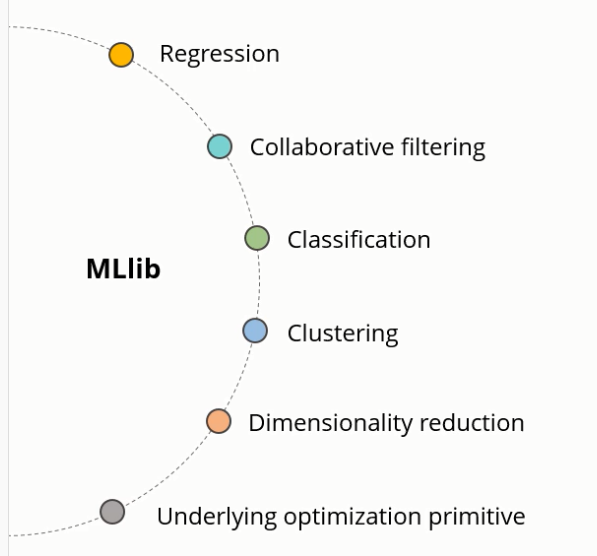 Regression
Collaborative filtering
Classification
MLlib
Clustering
Dimensionality reduction
Underlying optimization primitive